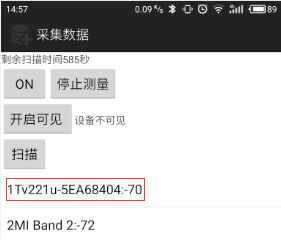 14:57 0.09 K/s 4G 89
采集数据
剩余扫描时间585秒
ON 停止测量
开启可见 设备不可见
扫描
1Tv221u-5EA68404:-70
2MI Band 2:-72